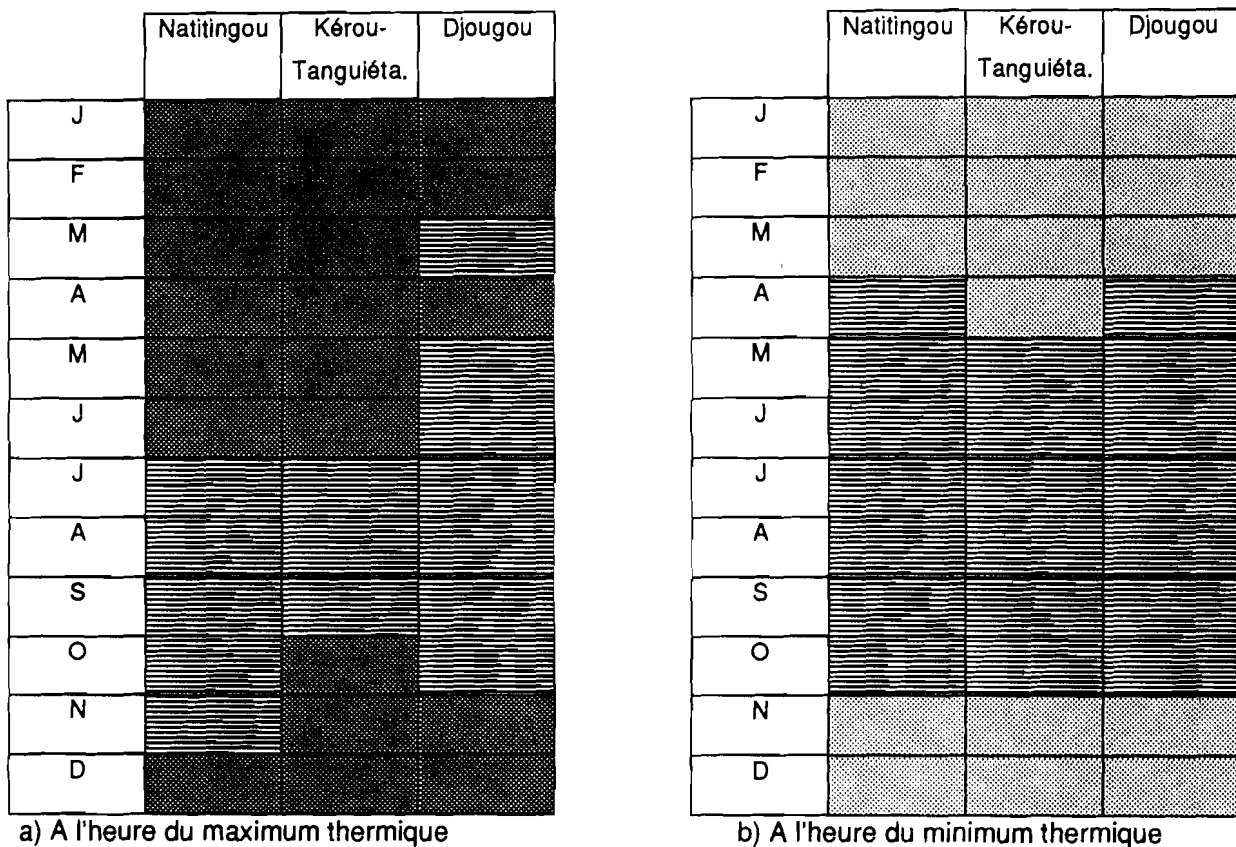 Natitingou Kérou- Djougou
Tanguiéta.
J
F
M
A
M
J
J
A
S
O
N
D
a) A l'heure du maximum thermique
Natitingou Kérou- Djougou
Tanguiéta.
J
F
M
A
M
J
J
A
S
O
N
D
b) A l'heure du minimum thermique